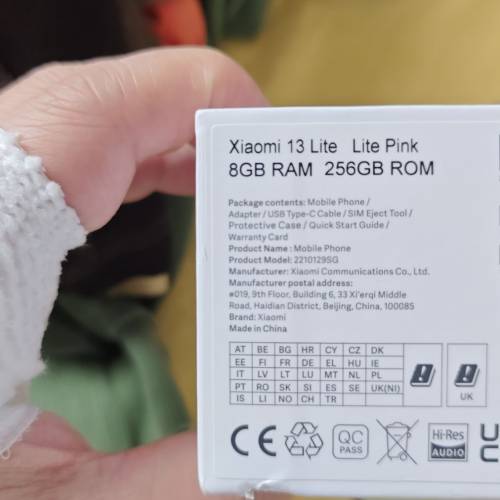 Xiaomi 13 Lite Lite Pink
8GB RAM 256GB ROM
Package contents: Mobile Phone /
Adapter / USB Type-C Cable / SIM Eject Tool /
Protective Case / Quick Start Guide /
Warranty Card
Product Name: Mobile Phone
Product Model: 2210129SG
Manufacturer: Xiaomi Communications Co., Ltd.
Manufacturer postal address:
#019, 9th Floor, Building 6, 33 Xi'erqi Middle
Road, Haidian District, Beijing, China, 100085
Brand: Xiaomi
Made in China
AT BE BG HR CY CZ DK
EE FI FR DE EL HU IE
IT LV LT LU MT NL PL
PT RO SK SI ES SE UK(NI)
IS LI NO CH TR
UK
CE
QC
PASS
Hi-Res
AUDIO